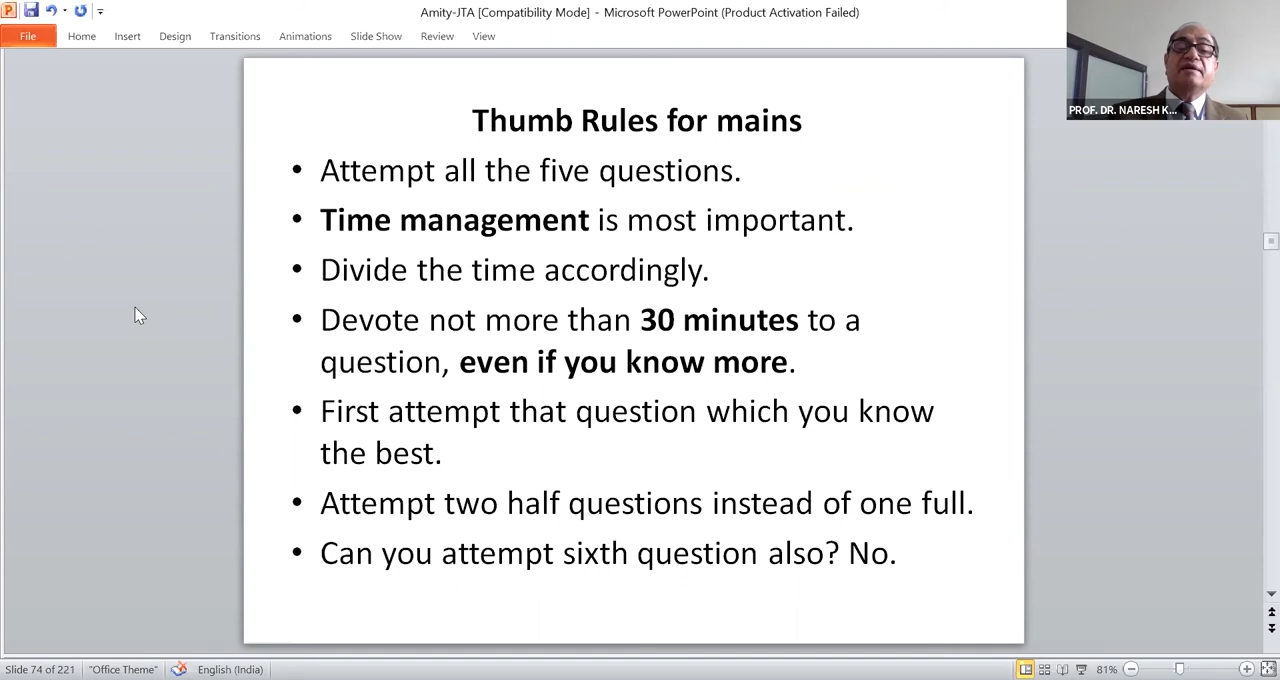 Amity-JTA [Compatibility Mode] - Microsoft PowerPoint (Product Activation Failed)
File Home Insert Design Transitions Animations Slide Show Review View
PROF. DR. NARESH K...
Thumb Rules for mains
• Attempt all the five questions.
• Time management is most important.
• Divide the time accordingly.
• Devote not more than 30 minutes to a
question, even if you know more.
• First attempt that question which you know
the best.
• Attempt two half questions instead of one full.
• Can you attempt sixth question also? No.
Slide 74 of 221 "Office Theme" English (India) 81%